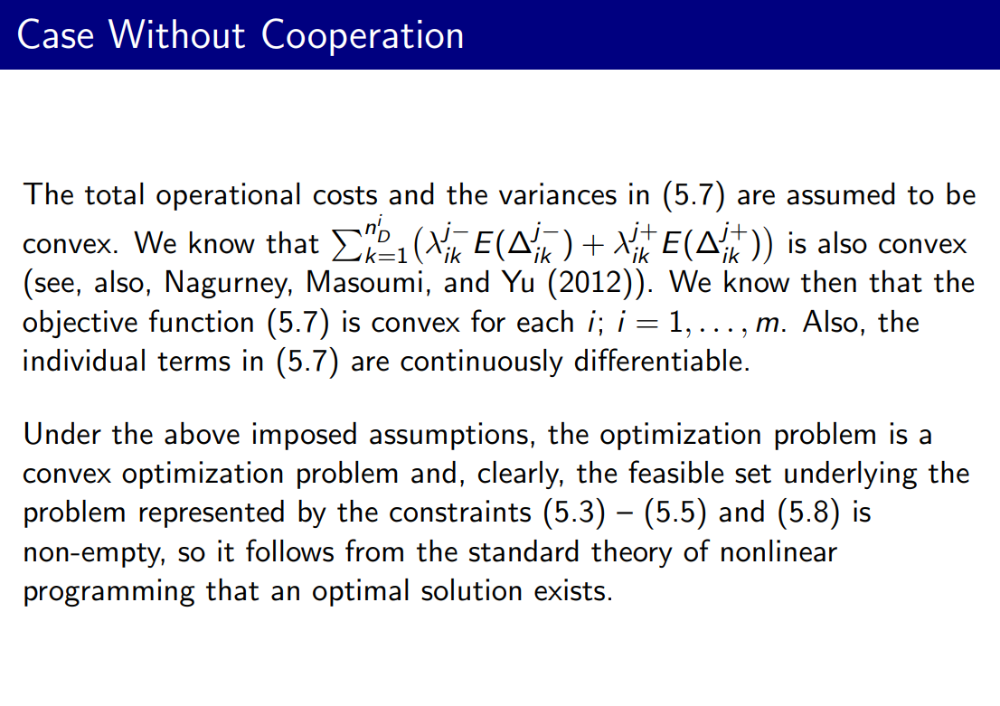 Case Without Cooperation
The total operational costs and the variances in (5.7) are assumed to be
convex. We know that $\sum_{k=1}^{n_D^i} (\lambda_{ik}^{j-} E(\Delta_{ik}^{j-}) + \lambda_{ik}^{j+} E(\Delta_{ik}^{j+}))$ is also convex
(see, also, Nagurney, Masoumi, and Yu (2012)). We know then that the
objective function (5.7) is convex for each i; i = 1, . . . , m. Also, the
individual terms in (5.7) are continuously differentiable.
Under the above imposed assumptions, the optimization problem is a
convex optimization problem and, clearly, the feasible set underlying the
problem represented by the constraints (5.3) – (5.5) and (5.8) is
non-empty, so it follows from the standard theory of nonlinear
programming that an optimal solution exists.